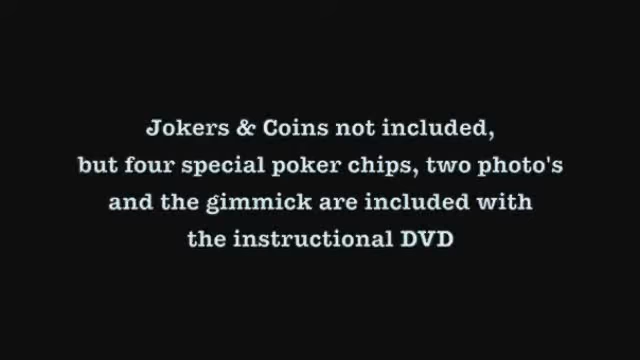 Jokers & Coins not included,
but four special poker chips, two photo's
and the gimmick are included with
the instructional DVD